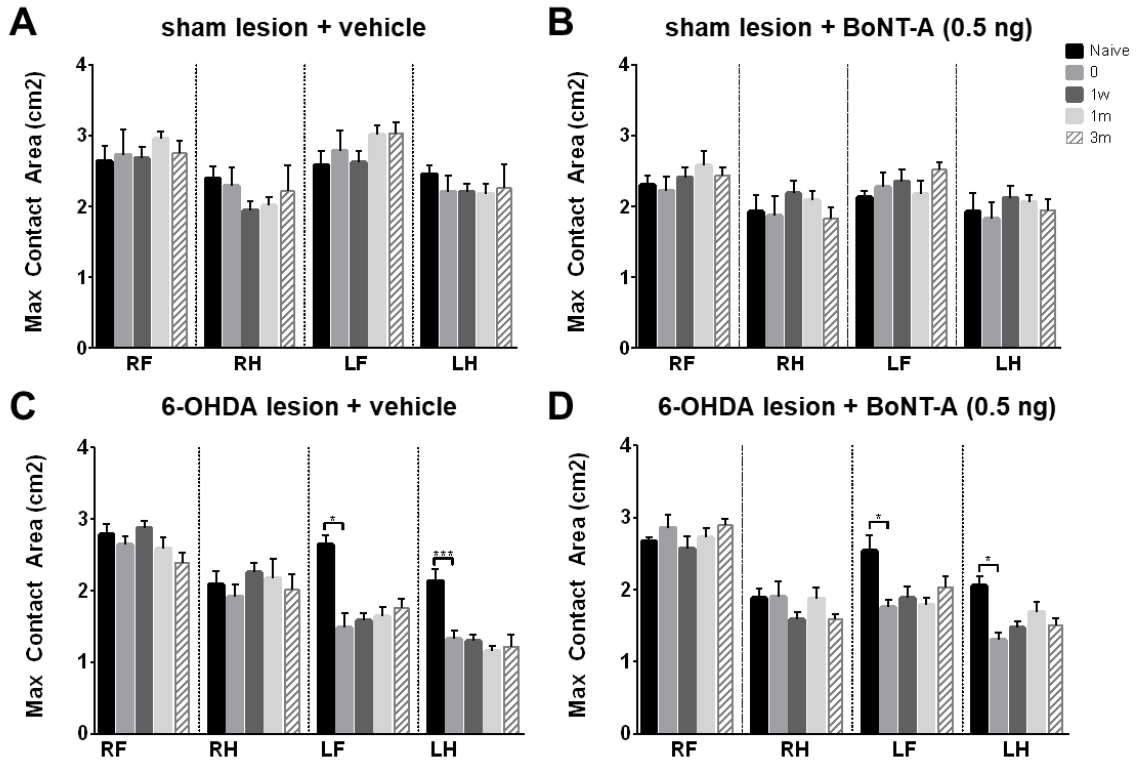 A
sham lesion + vehicle
Max Contact Area (cm2)
4
3
2
1
0
RF RH LF LH
B
sham lesion + BoNT-A (0.5 ng)
Max Contact Area (cm2)
4
3
2
1
0
RF RH LF LH
Naive
0
1w
1m
3m
C
6-OHDA lesion + vehicle
Max Contact Area (cm2)
4
3
2
1
0
*
***
RF RH LF LH
D
6-OHDA lesion + BoNT-A (0.5 ng)
Max Contact Area (cm2)
4
3
2
1
0
*
*
RF RH LF LH